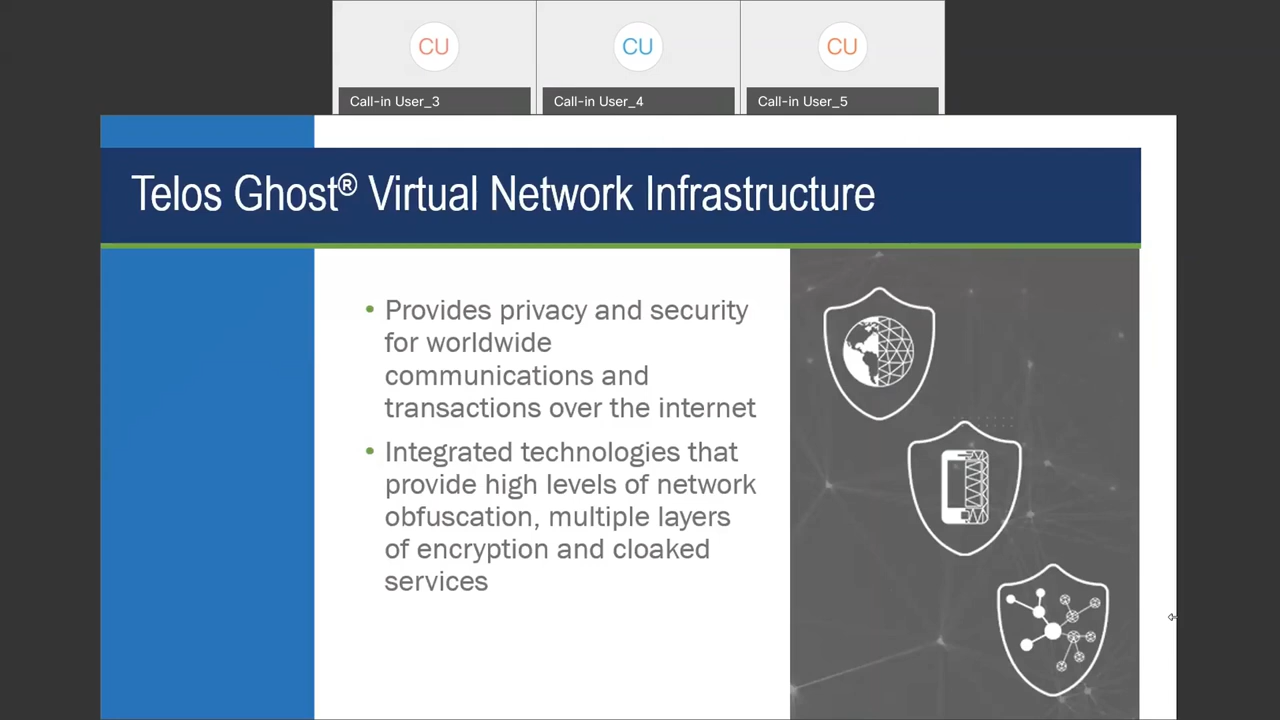 CU
CU
CU
Call-in User_3
Call-in User_4
Call-in User_5
Telos Ghost® Virtual Network Infrastructure
• Provides privacy and security
for worldwide
communications and
transactions over the internet
• Integrated technologies that
provide high levels of network
obfuscation, multiple layers
of encryption and cloaked
services